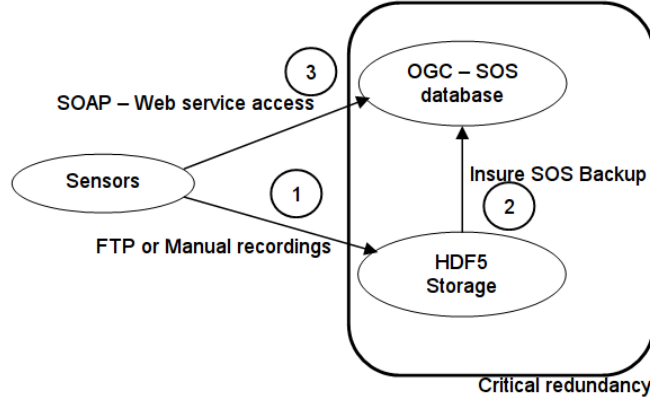 3
OGC – SOS
database
SOAP – Web service access
Sensors
1
Insure SOS Backup
2
FTP or Manual recordings
HDF5
Storage
Critical redundancy